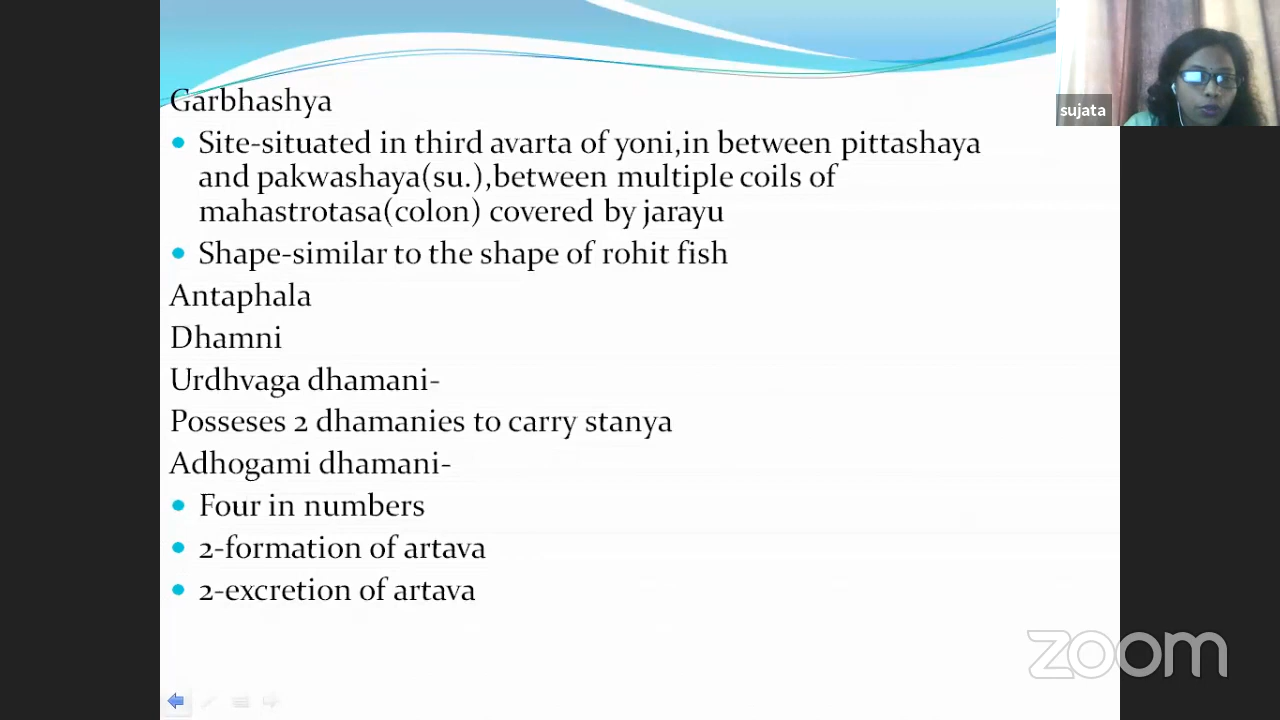 Garbhashya
Site-situated in third avarta of yoni,in between pittashaya
and pakwashaya(su.),between multiple coils of
mahastrotasa(colon) covered by jarayu
Shape-similar to the shape of rohit fish
Antaphala
Dhamni
Urdhvaga dhamani-
Posseses 2 dhamanies to carry stanya
Adhogami dhamani-
Four in numbers
2-formation of artava
2-excretion of artava
sujata
zoom